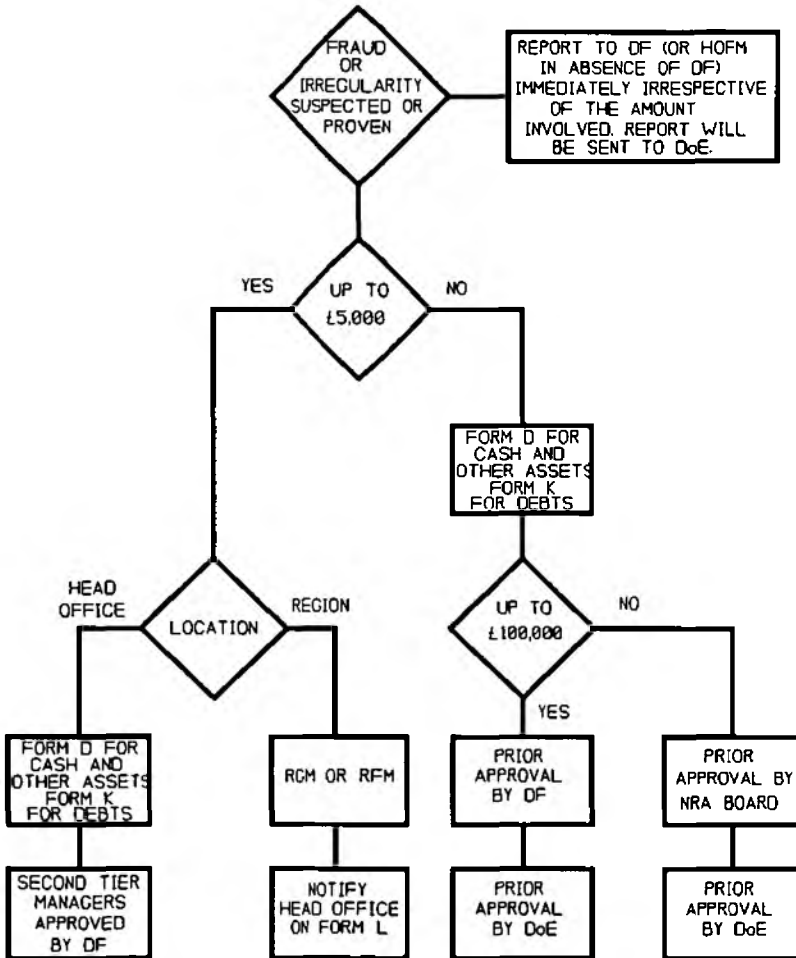 FRAUD
OR
IRREGULARITY
SUSPECTED OR
PROVEN
REPORT TO DF (OR HOFM
IN ABSENCE OF DF)
IMMEDIATELY IRRESPECTIVE
OF THE AMOUNT
INVOLVED. REPORT WILL
BE SENT TO DoE.
YES
UP TO
£5,000
NO
FORM D FOR
CASH AND
OTHER ASSETS
FORM K
FOR DEBTS
HEAD
OFFICE
LOCATION
REGION
UP TO
£100,000
NO
YES
FORM D FOR
CASH AND
OTHER ASSETS
FORM K
FOR DEBTS
RGM OR RFM
PRIOR
APPROVAL
BY DF
PRIOR
APPROVAL BY
NRA BOARD
SECOND TIER
MANAGERS
APPROVED
BY DF
NOTIFY
HEAD OFFICE
ON FORM L
PRIOR
APPROVAL
BY DoE
PRIOR
APPROVAL
BY DoE